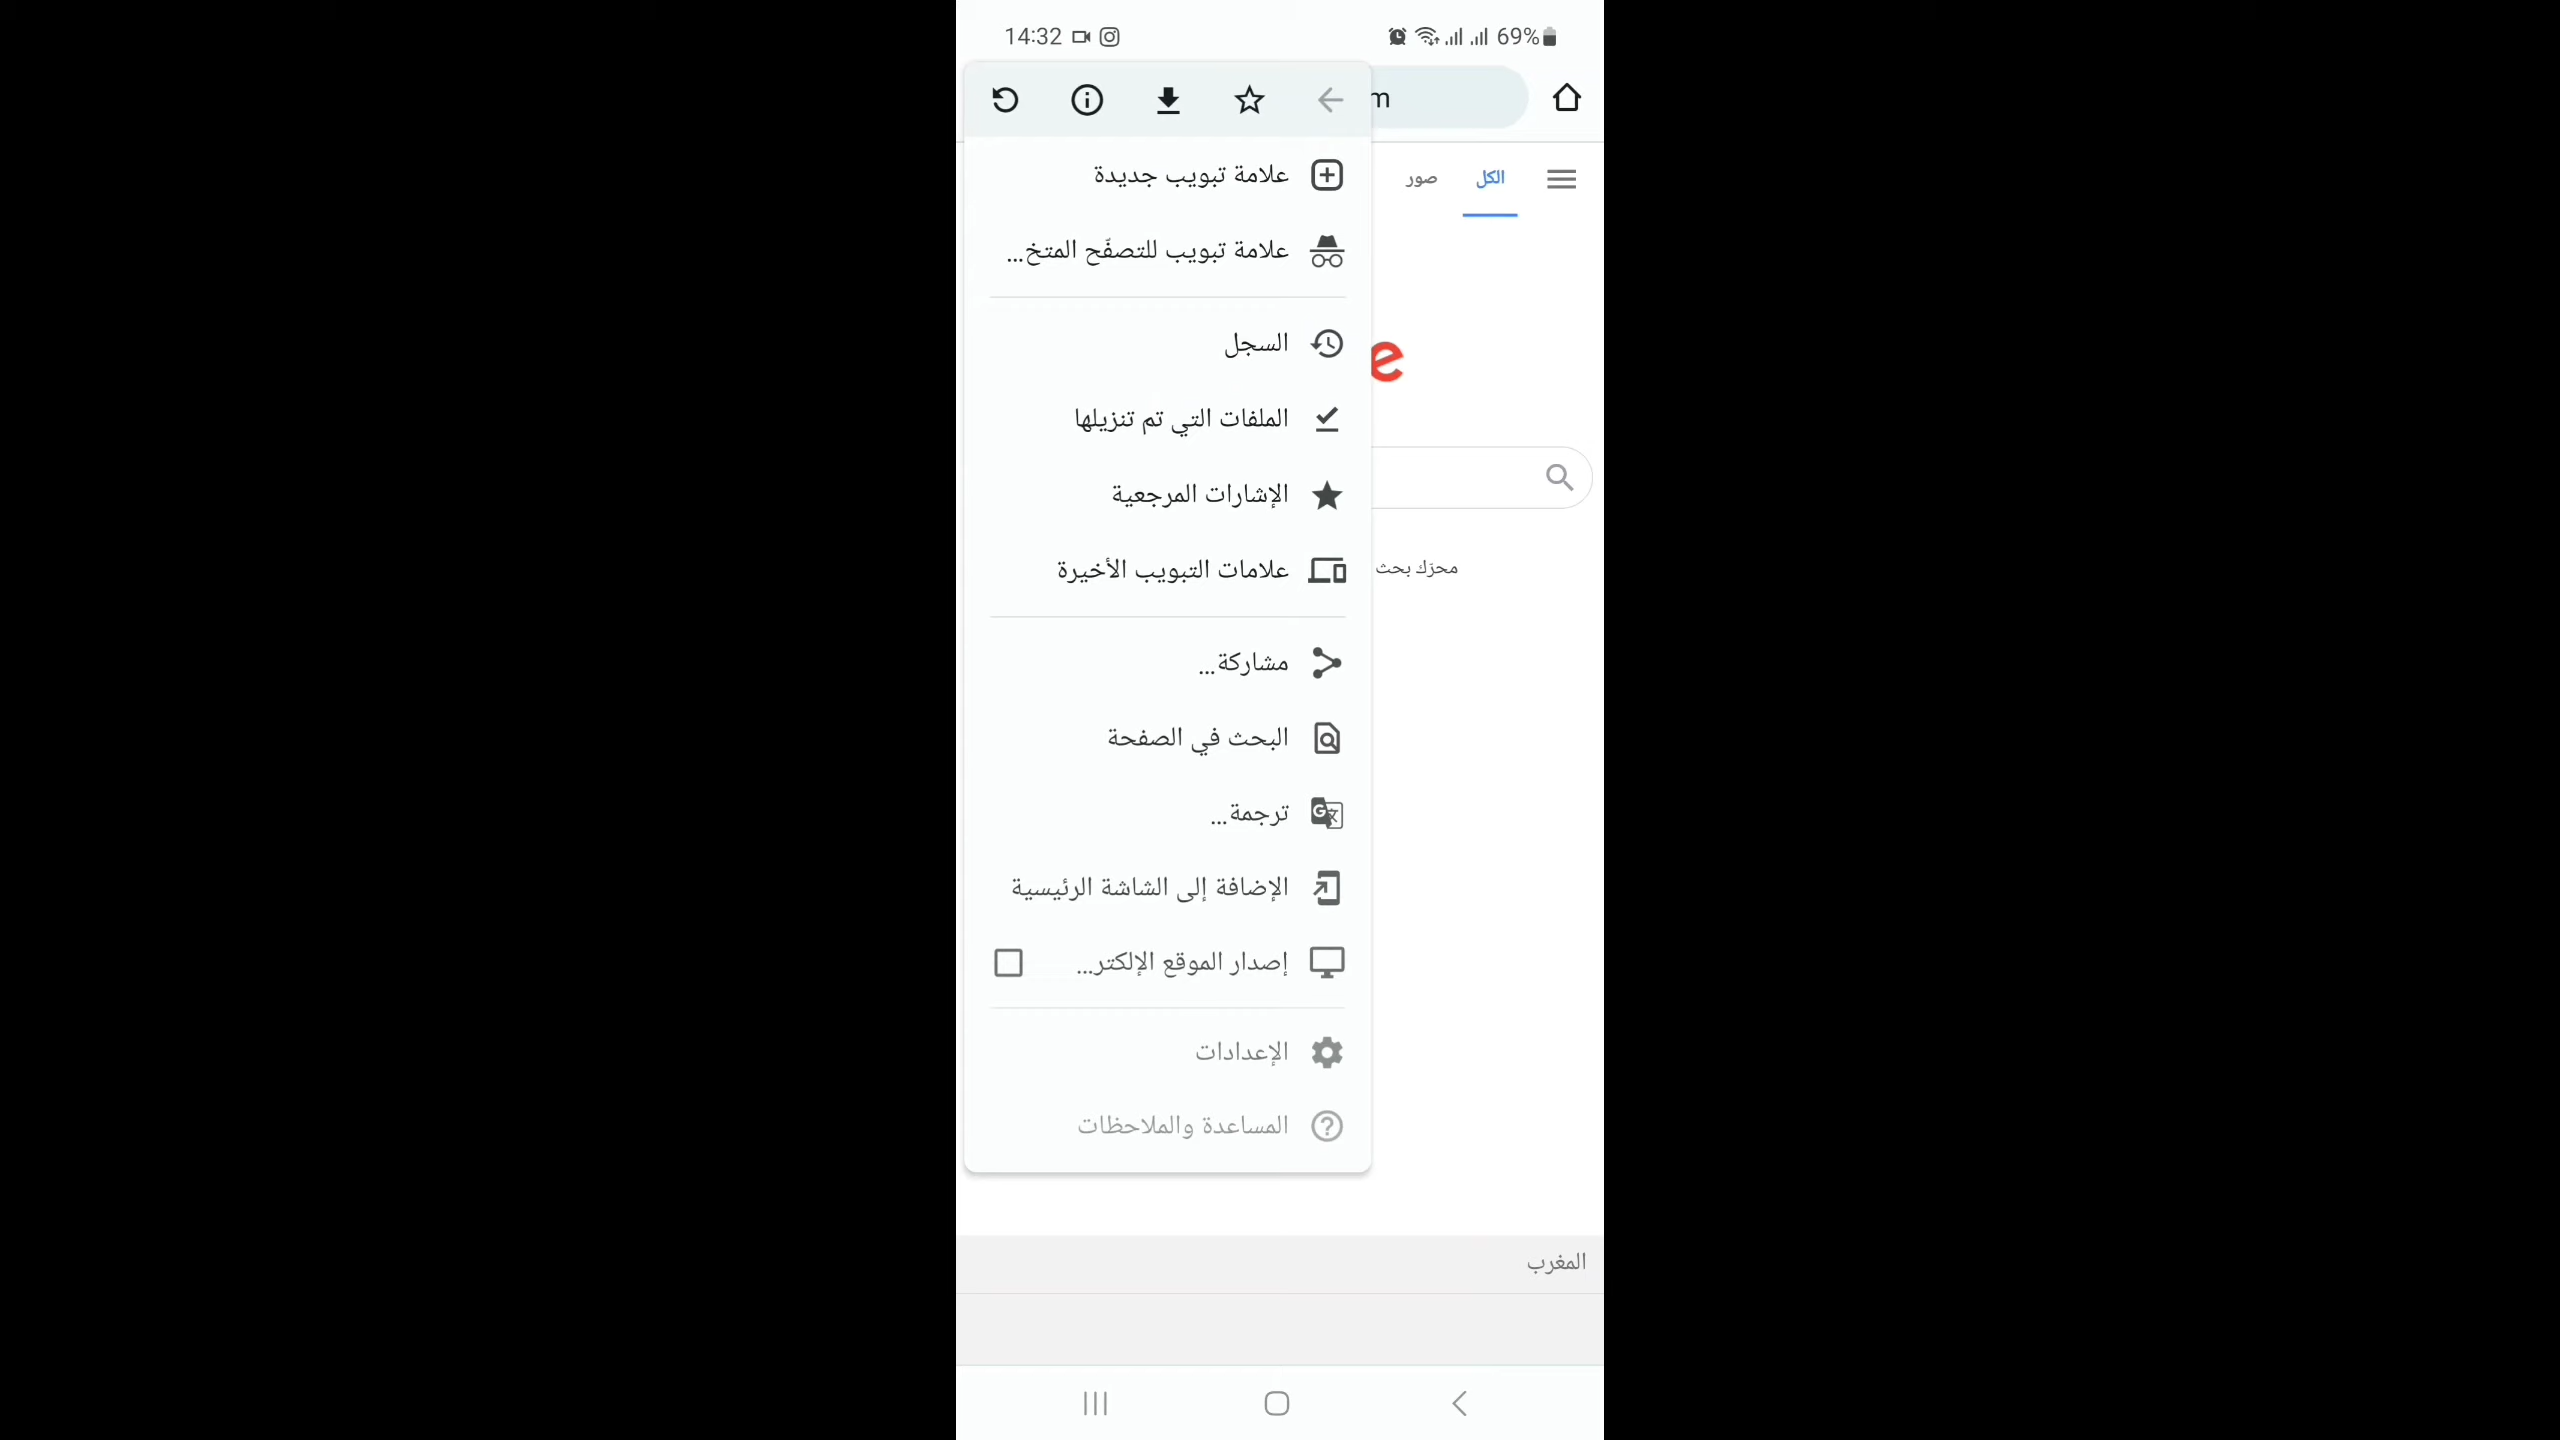 14:32
69%
m
علامة تبويب جديدة
علامة تبويب للتصفّح المتخ...
السجل
الملفات التي تم تنزيلها
الإشارات المرجعية
علامات التبويب الأخيرة
مشاركة...
البحث في الصفحة
ترجمة...
الإضافة إلى الشاشة الرئيسية
إصدار الموقع الإلكتر...
الإعدادات
المساعدة والملاحظات
الكل
صور
e
محرّك بحث
المغرب